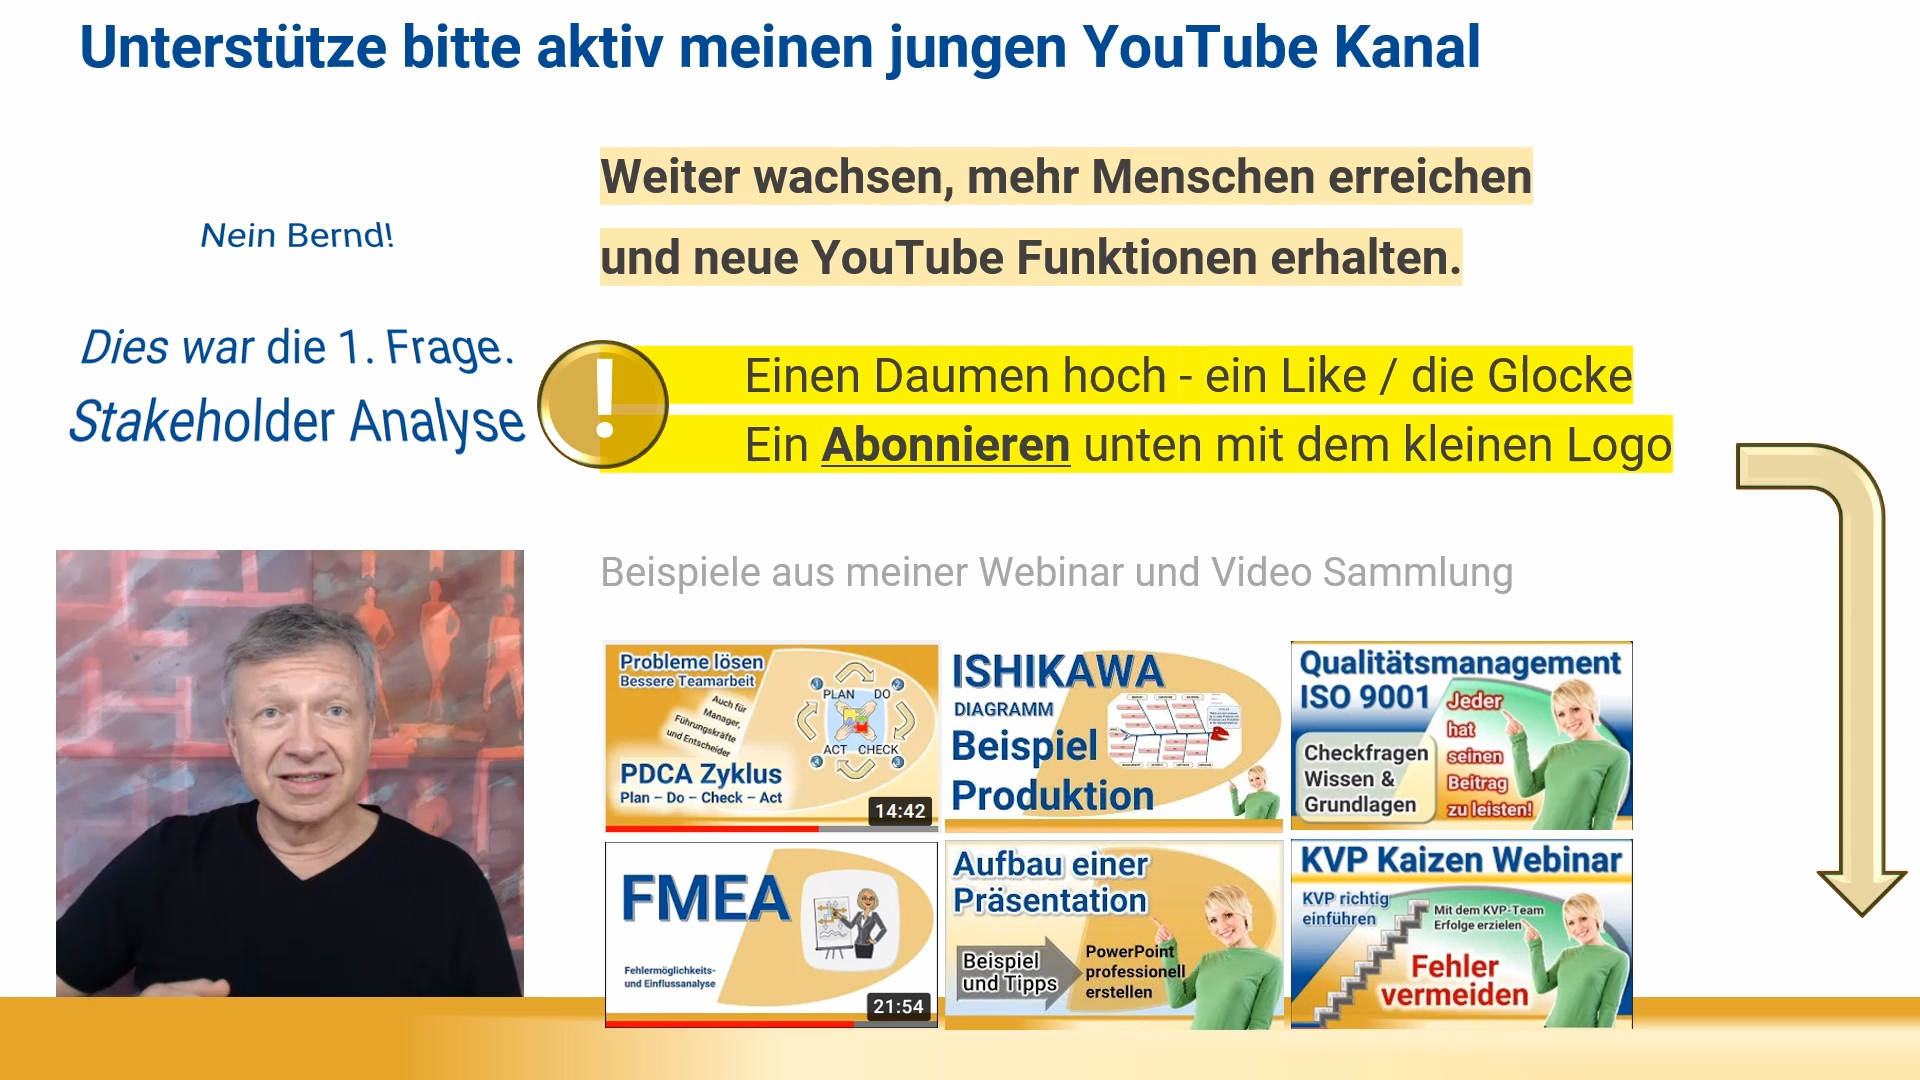 Unterstütze bitte aktiv meinen jungen YouTube Kanal
Weiter wachsen, mehr Menschen erreichen
und neue YouTube Funktionen erhalten.
Nein Bernd!
Dies war die 1. Frage.
Stakeholder Analyse
!
Einen Daumen hoch - ein Like / die Glocke
Ein Abonnieren unten mit dem kleinen Logo
Beispiele aus meiner Webinar und Video Sammlung
Probleme lösen
Bessere Teamarbeit
Auch für
Manager,
Führungskräfte
und Entscheider
PLAN DO
ACT CHECK
PDCA Zyklus
Plan – Do – Check – Act
14:42
ISHIKAWA
DIAGRAMM
Beispiel
Produktion
Qualitätsmanagement
ISO 9001
Jeder
hat
seinen
Beitrag
zu leisten!
Checkfragen
Wissen &
Grundlagen
FMEA
Fehlermöglichkeits-
und Einflussanalyse
21:54
Aufbau einer
Präsentation
Beispiel
und Tipps
PowerPoint
professionell
erstellen
KVP Kaizen Webinar
KVP richtig
einführen
Mit dem KVP-Team
Erfolge erzielen
Fehler
vermeiden